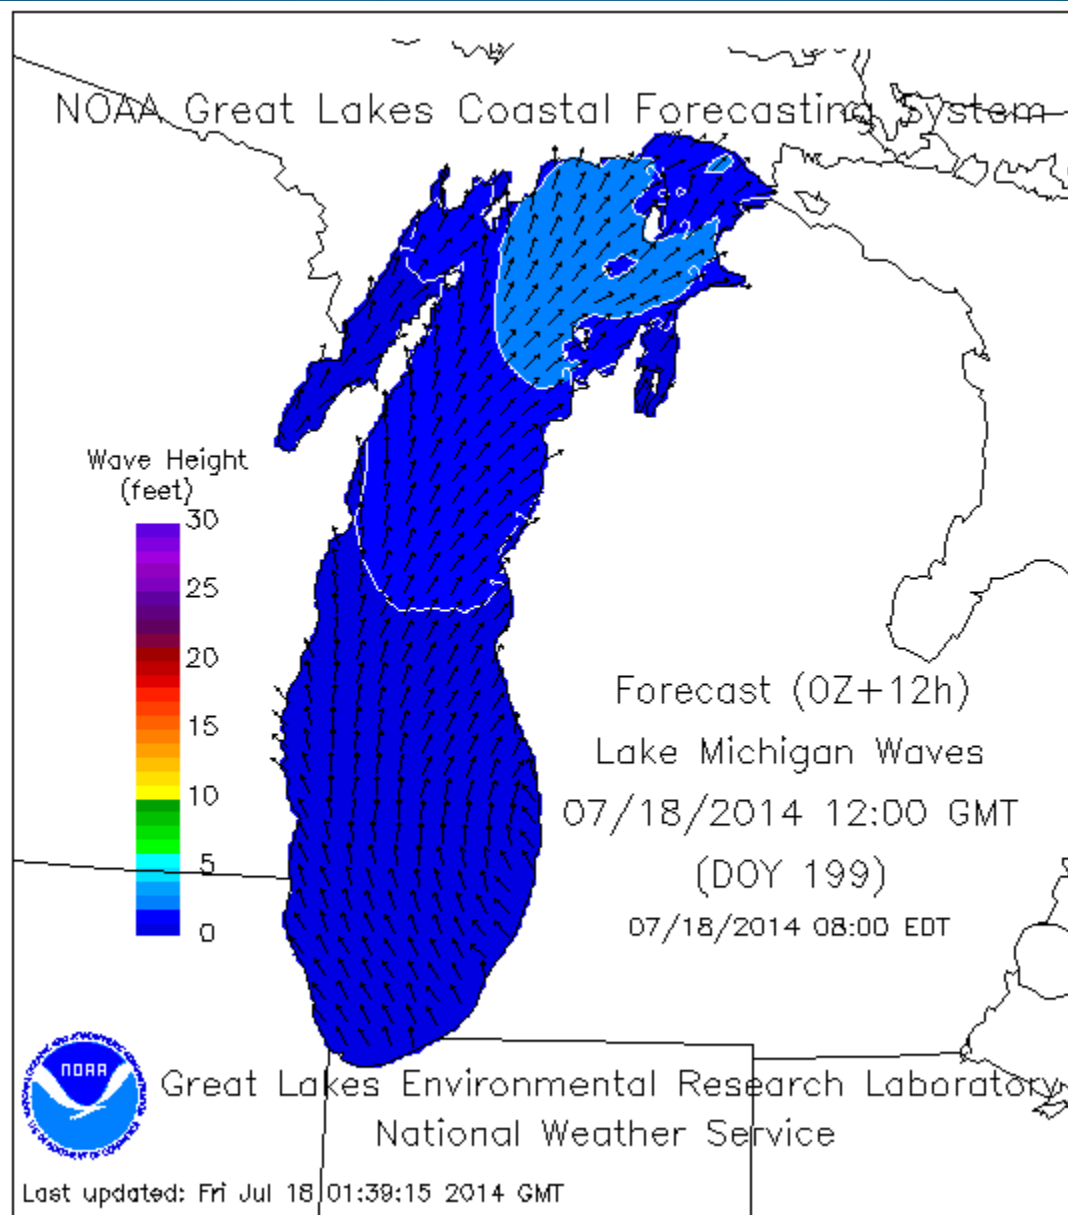 NOAA Great Lakes Coastal Forecasting System
Wave Height
(feet)
30
25
20
15
10
5
0
Forecast (0Z+12h)
Lake Michigan Waves
07/18/2014 12:00 GMT
(DOY 199)
07/18/2014 08:00 EDT
NOAA
Great Lakes Environmental Research Laboratory
National Weather Service
Last updated: Fri Jul 18 01:39:15 2014 GMT